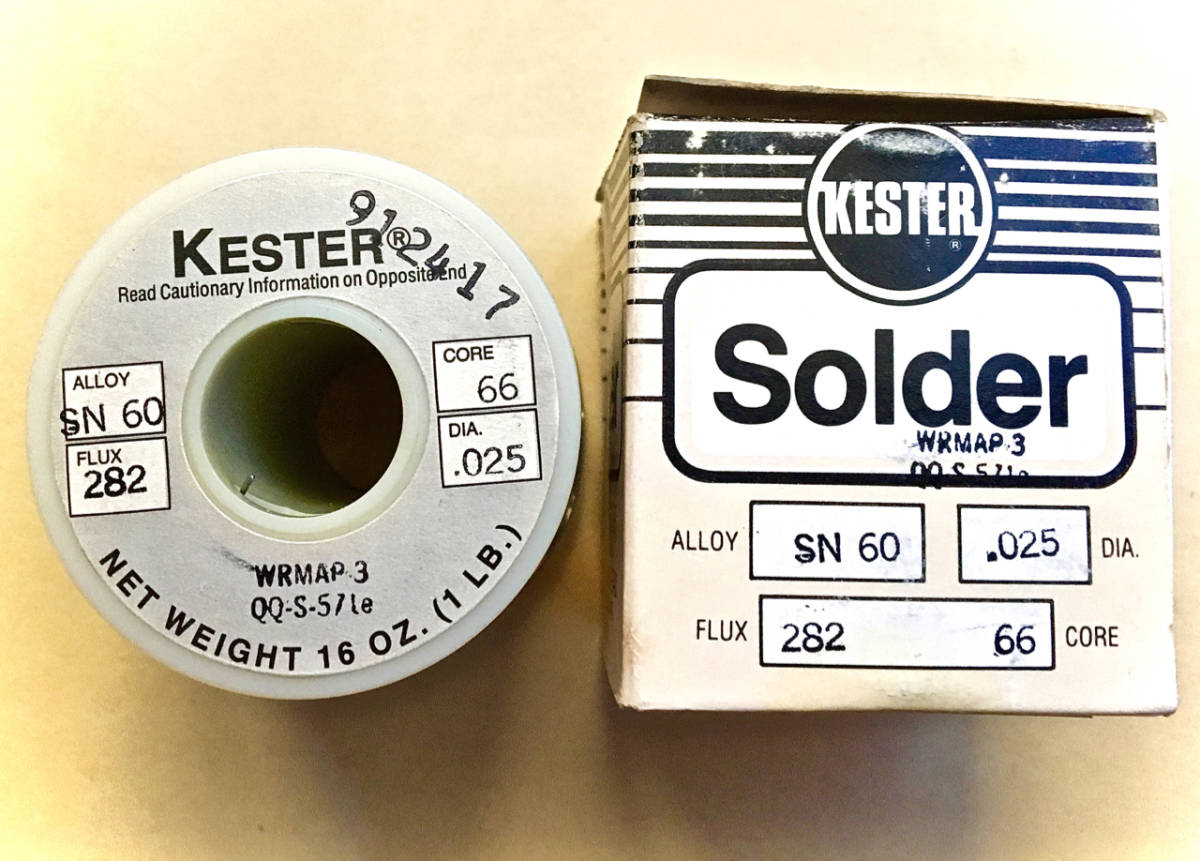 912417
KESTER®
Read Cautionary Information on Opposite End
ALLOY
SN 60
FLUX
282
CORE
66
DIA.
.025
WRMAP-3
QQ-S-571e
NET WEIGHT 16 OZ. (1 LB.)
KESTER
®
Solder
WRMAP-3
QQ-S-571e
ALLOY SN 60 .025 DIA.
FLUX 282 66 CORE